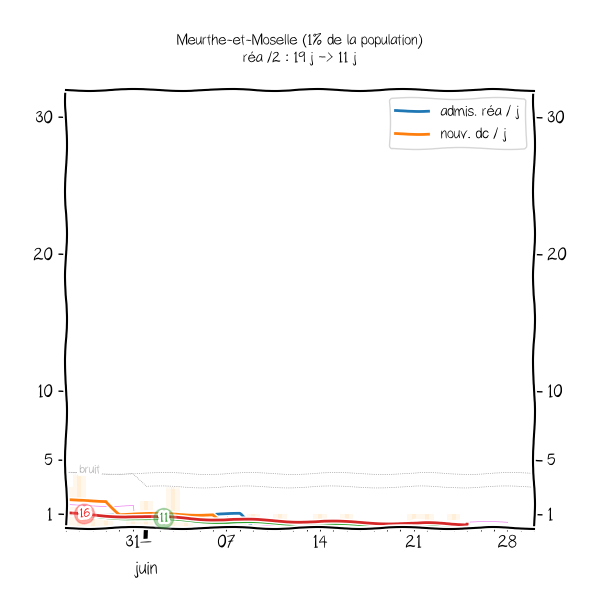 Meurthe-et-Moselle (1% de la population)
réa /2 : 19 j -> 11 j
admis. réa / j
nouv. dc / j
30
30
20
20
10
10
5
5
bruit
1
16
11
1
31
07
14
21
28
juin